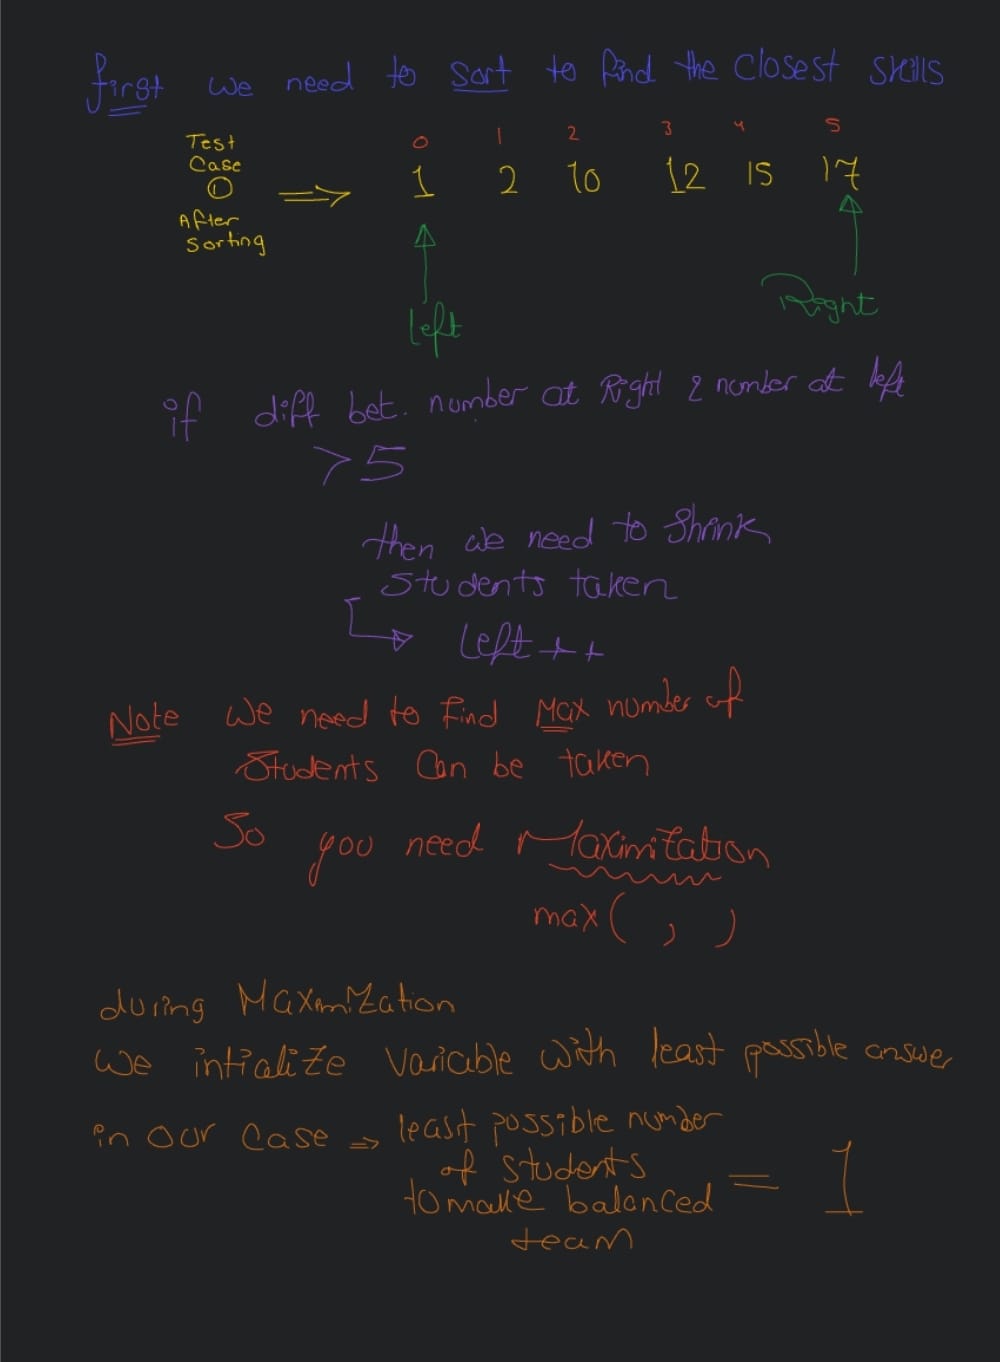 first we need to sort to find the closest skills
Test
Case
①
After
sorting
⇒
0 1 2 3 4 5
1 2 10 12 15 17
left
Right
if diff bet. number at Right & number at left
>5
then we need to Shrink
Students taken
left++
Note we need to find Max number of
Students Can be taken
So you need Maximization
max( , )
during Maximization
We intialize Variable with least possible answer
in our case ⇒ least possible number
of students
to make balanced = 1
team